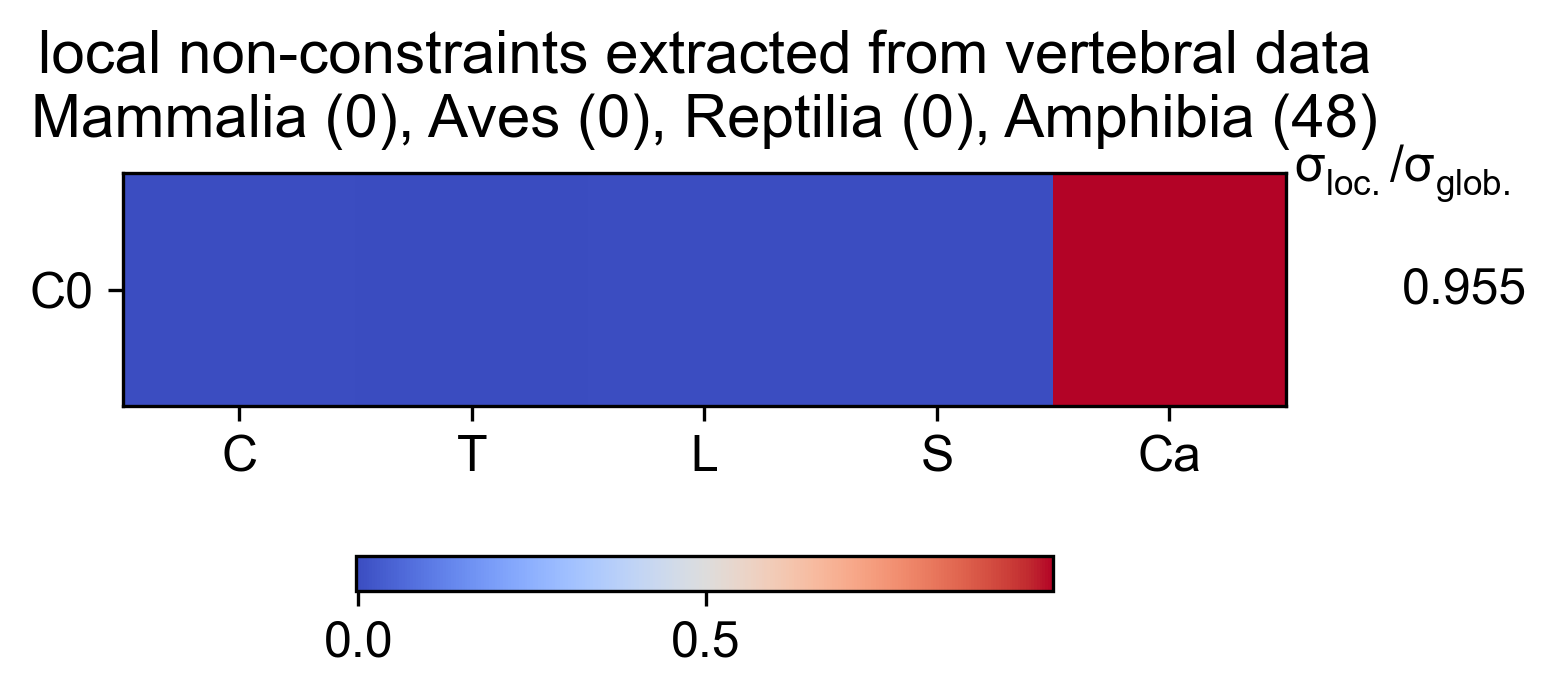 local non-constraints extracted from vertebral data
Mammalia (0), Aves (0), Reptilia (0), Amphibia (48)
σloc. /σglob.
C0 0.955
C T L S Ca
0.0 0.5